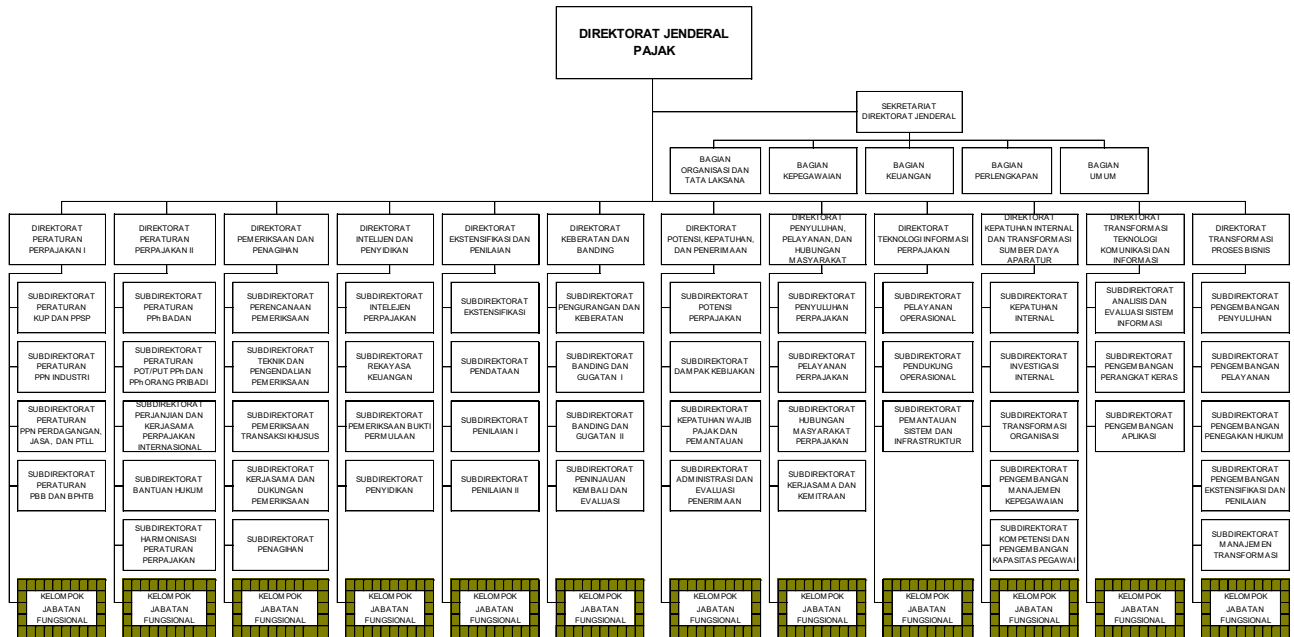 DIREKTORAT JENDERAL
PAJAK
SEKRETARIAT
DIREKTORAT JENDERAL
BAGIAN
ORGANISASI DAN
TATA LAKSANA
BAGIAN
KEPEGAWAIAN
BAGIAN
KEUANGAN
BAGIAN
PERLENGKAPAN
BAGIAN
UMUM
DIREKTORAT
PERATURAN
PERPAJAKAN I
DIREKTORAT
PERATURAN
PERPAJAKAN II
DIREKTORAT
PEMERIKSAAN DAN
PENAGIHAN
DIREKTORAT
INTELIJEN DAN
PENYIDIKAN
DIREKTORAT
EKSTENSIFIKASI DAN
PENILAIAN
DIREKTORAT
KEBERATAN DAN
BANDING
DIREKTORAT
POTENSI, KEPATUHAN,
DAN PENERIMAAN
DIREKTORAT
PENYULUHAN,
PELAYANAN, DAN
HUBUNGAN
MASYARAKAT
DIREKTORAT
TEKNOLOGI INFORMASI
PERPAJAKAN
DIREKTORAT
KEPATUHAN INTERNAL
DAN TRANSFORMASI
SUMBER DAYA
APARATUR
DIREKTORAT
TRANSFORMASI
TEKNOLOGI
KOMUNIKASI DAN
INFORMASI
DIREKTORAT
TRANSFORMASI
PROSES BISNIS
SUBDIREKTORAT
PERATURAN
KUP DAN PPSP
SUBDIREKTORAT
PERATURAN
PPh BADAN
SUBDIREKTORAT
PERENCANAAN
PEMERIKSAAN
SUBDIREKTORAT
INTELEJEN
PERPAJAKAN
SUBDIREKTORAT
EKSTENSIFIKASI
SUBDIREKTORAT
PENGURANGAN DAN
KEBERATAN
SUBDIREKTORAT
POTENSI
PERPAJAKAN
SUBDIREKTORAT
PENYULUHAN
PERPAJAKAN
SUBDIREKTORAT
PELAYANAN
OPERASIONAL
SUBDIREKTORAT
KEPATUHAN
INTERNAL
SUBDIREKTORAT
ANALISIS DAN
EVALUASI SISTEM
INFORMASI
SUBDIREKTORAT
PENGEMBANGAN
PENYULUHAN
SUBDIREKTORAT
PERATURAN
PPN INDUSTRI
SUBDIREKTORAT
PERATURAN
POT/PUT PPh DAN
PPh ORANG PRIBADI
SUBDIREKTORAT
TEKNIK DAN
PENGENDALIAN
PEMERIKSAAN
SUBDIREKTORAT
REKAYASA
KEUANGAN
SUBDIREKTORAT
PENDATAAN
SUBDIREKTORAT
BANDING DAN
GUGATAN I
SUBDIREKTORAT
DAMPAK KEBIJAKAN
SUBDIREKTORAT
PELAYANAN
PERPAJAKAN
SUBDIREKTORAT
PENDUKUNG
OPERASIONAL
SUBDIREKTORAT
INVESTIGASI
INTERNAL
SUBDIREKTORAT
PENGEMBANGAN
PERANGKAT KERAS
SUBDIREKTORAT
PENGEMBANGAN
PELAYANAN
SUBDIREKTORAT
PERATURAN
PPN PERDAGANGAN,
JASA, DAN PTLL
SUBDIREKTORAT
PERJANJIAN DAN
KERJASAMA
PERPAJAKAN
INTERNASIONAL
SUBDIREKTORAT
PEMERIKSAAN
TRANSAKSI KHUSUS
SUBDIREKTORAT
PEMERIKSAAN BUKTI
PERMULAAN
SUBDIREKTORAT
PENILAIAN I
SUBDIREKTORAT
BANDING DAN
GUGATAN II
SUBDIREKTORAT
KEPATUHAN WAJIB
PAJAK DAN
PEMANTAUAN
SUBDIREKTORAT
HUBUNGAN
MASYARAKAT
PERPAJAKAN
SUBDIREKTORAT
PEMANTAUAN
SISTEM DAN
INFRASTRUKTUR
SUBDIREKTORAT
TRANSFORMASI
ORGANISASI
SUBDIREKTORAT
PENGEMBANGAN
APLIKASI
SUBDIREKTORAT
PENGEMBANGAN
PENEGAKAN HUKUM
SUBDIREKTORAT
PERATURAN
PBB DAN BPHTB
SUBDIREKTORAT
BANTUAN HUKUM
SUBDIREKTORAT
KERJASAMA DAN
DUKUNGAN
PEMERIKSAAN
SUBDIREKTORAT
PENYIDIKAN
SUBDIREKTORAT
PENILAIAN II
SUBDIREKTORAT
PENINJAUAN
KEMBALI DAN
EVALUASI
SUBDIREKTORAT
ADMINISTRASI DAN
EVALUASI
PENERIMAAN
SUBDIREKTORAT
KERJASAMA DAN
KEMITRAAN
SUBDIREKTORAT
PENGEMBANGAN
MANAJEMEN
KEPEGAWAIAN
SUBDIREKTORAT
PENGEMBANGAN
EKSTENSIFIKASI DAN
PENILAIAN
SUBDIREKTORAT
HARMONISASI
PERATURAN
PERPAJAKAN
SUBDIREKTORAT
PENAGIHAN
SUBDIREKTORAT
KOMPETENSI DAN
PENGEMBANGAN
KAPASITAS PEGAWAI
SUBDIREKTORAT
MANAJEMEN
TRANSFORMASI
KELOMPOK
JABATAN
FUNGSIONAL
KELOMPOK
JABATAN
FUNGSIONAL
KELOMPOK
JABATAN
FUNGSIONAL
KELOMPOK
JABATAN
FUNGSIONAL
KELOMPOK
JABATAN
FUNGSIONAL
KELOMPOK
JABATAN
FUNGSIONAL
KELOMPOK
JABATAN
FUNGSIONAL
KELOMPOK
JABATAN
FUNGSIONAL
KELOMPOK
JABATAN
FUNGSIONAL
KELOMPOK
JABATAN
FUNGSIONAL
KELOMPOK
JABATAN
FUNGSIONAL
KELOMPOK
JABATAN
FUNGSIONAL